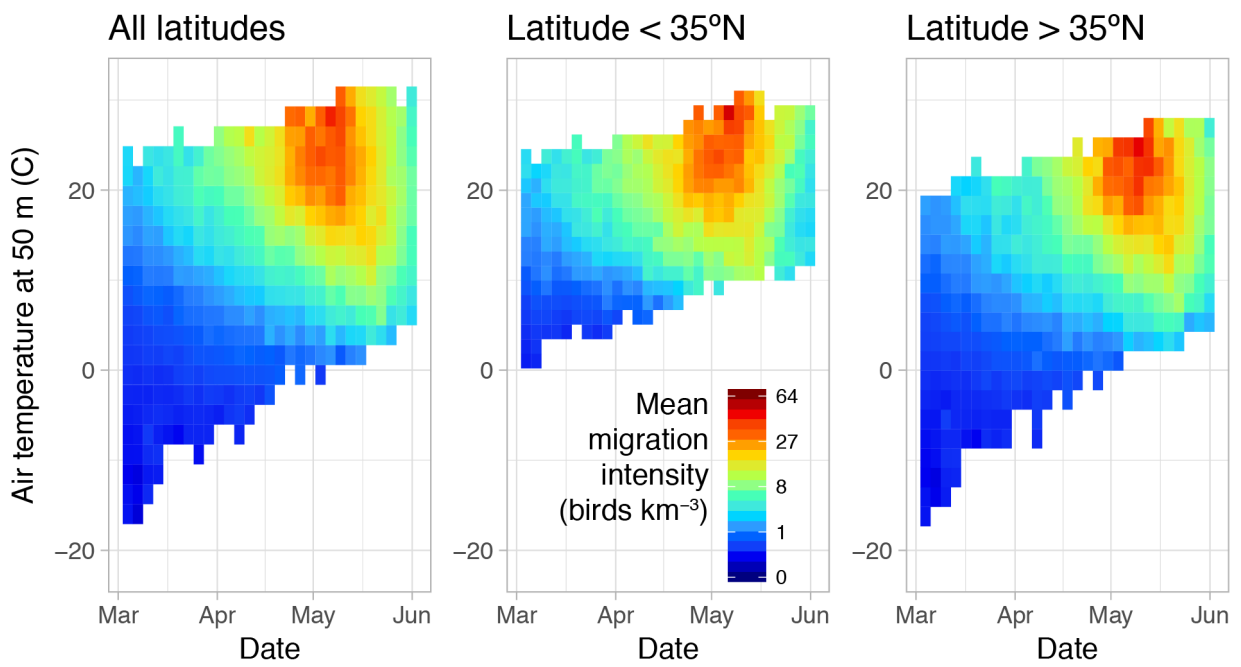 All latitudes
Latitude < 35ºN
Latitude > 35ºN
Air temperature at 50 m (C)
20
0
−20
20
0
−20
20
0
−20
Mean
migration
intensity
(birds km⁻³)
64
27
8
1
0
Mar Apr May Jun
Mar Apr May Jun
Mar Apr May Jun
Date
Date
Date